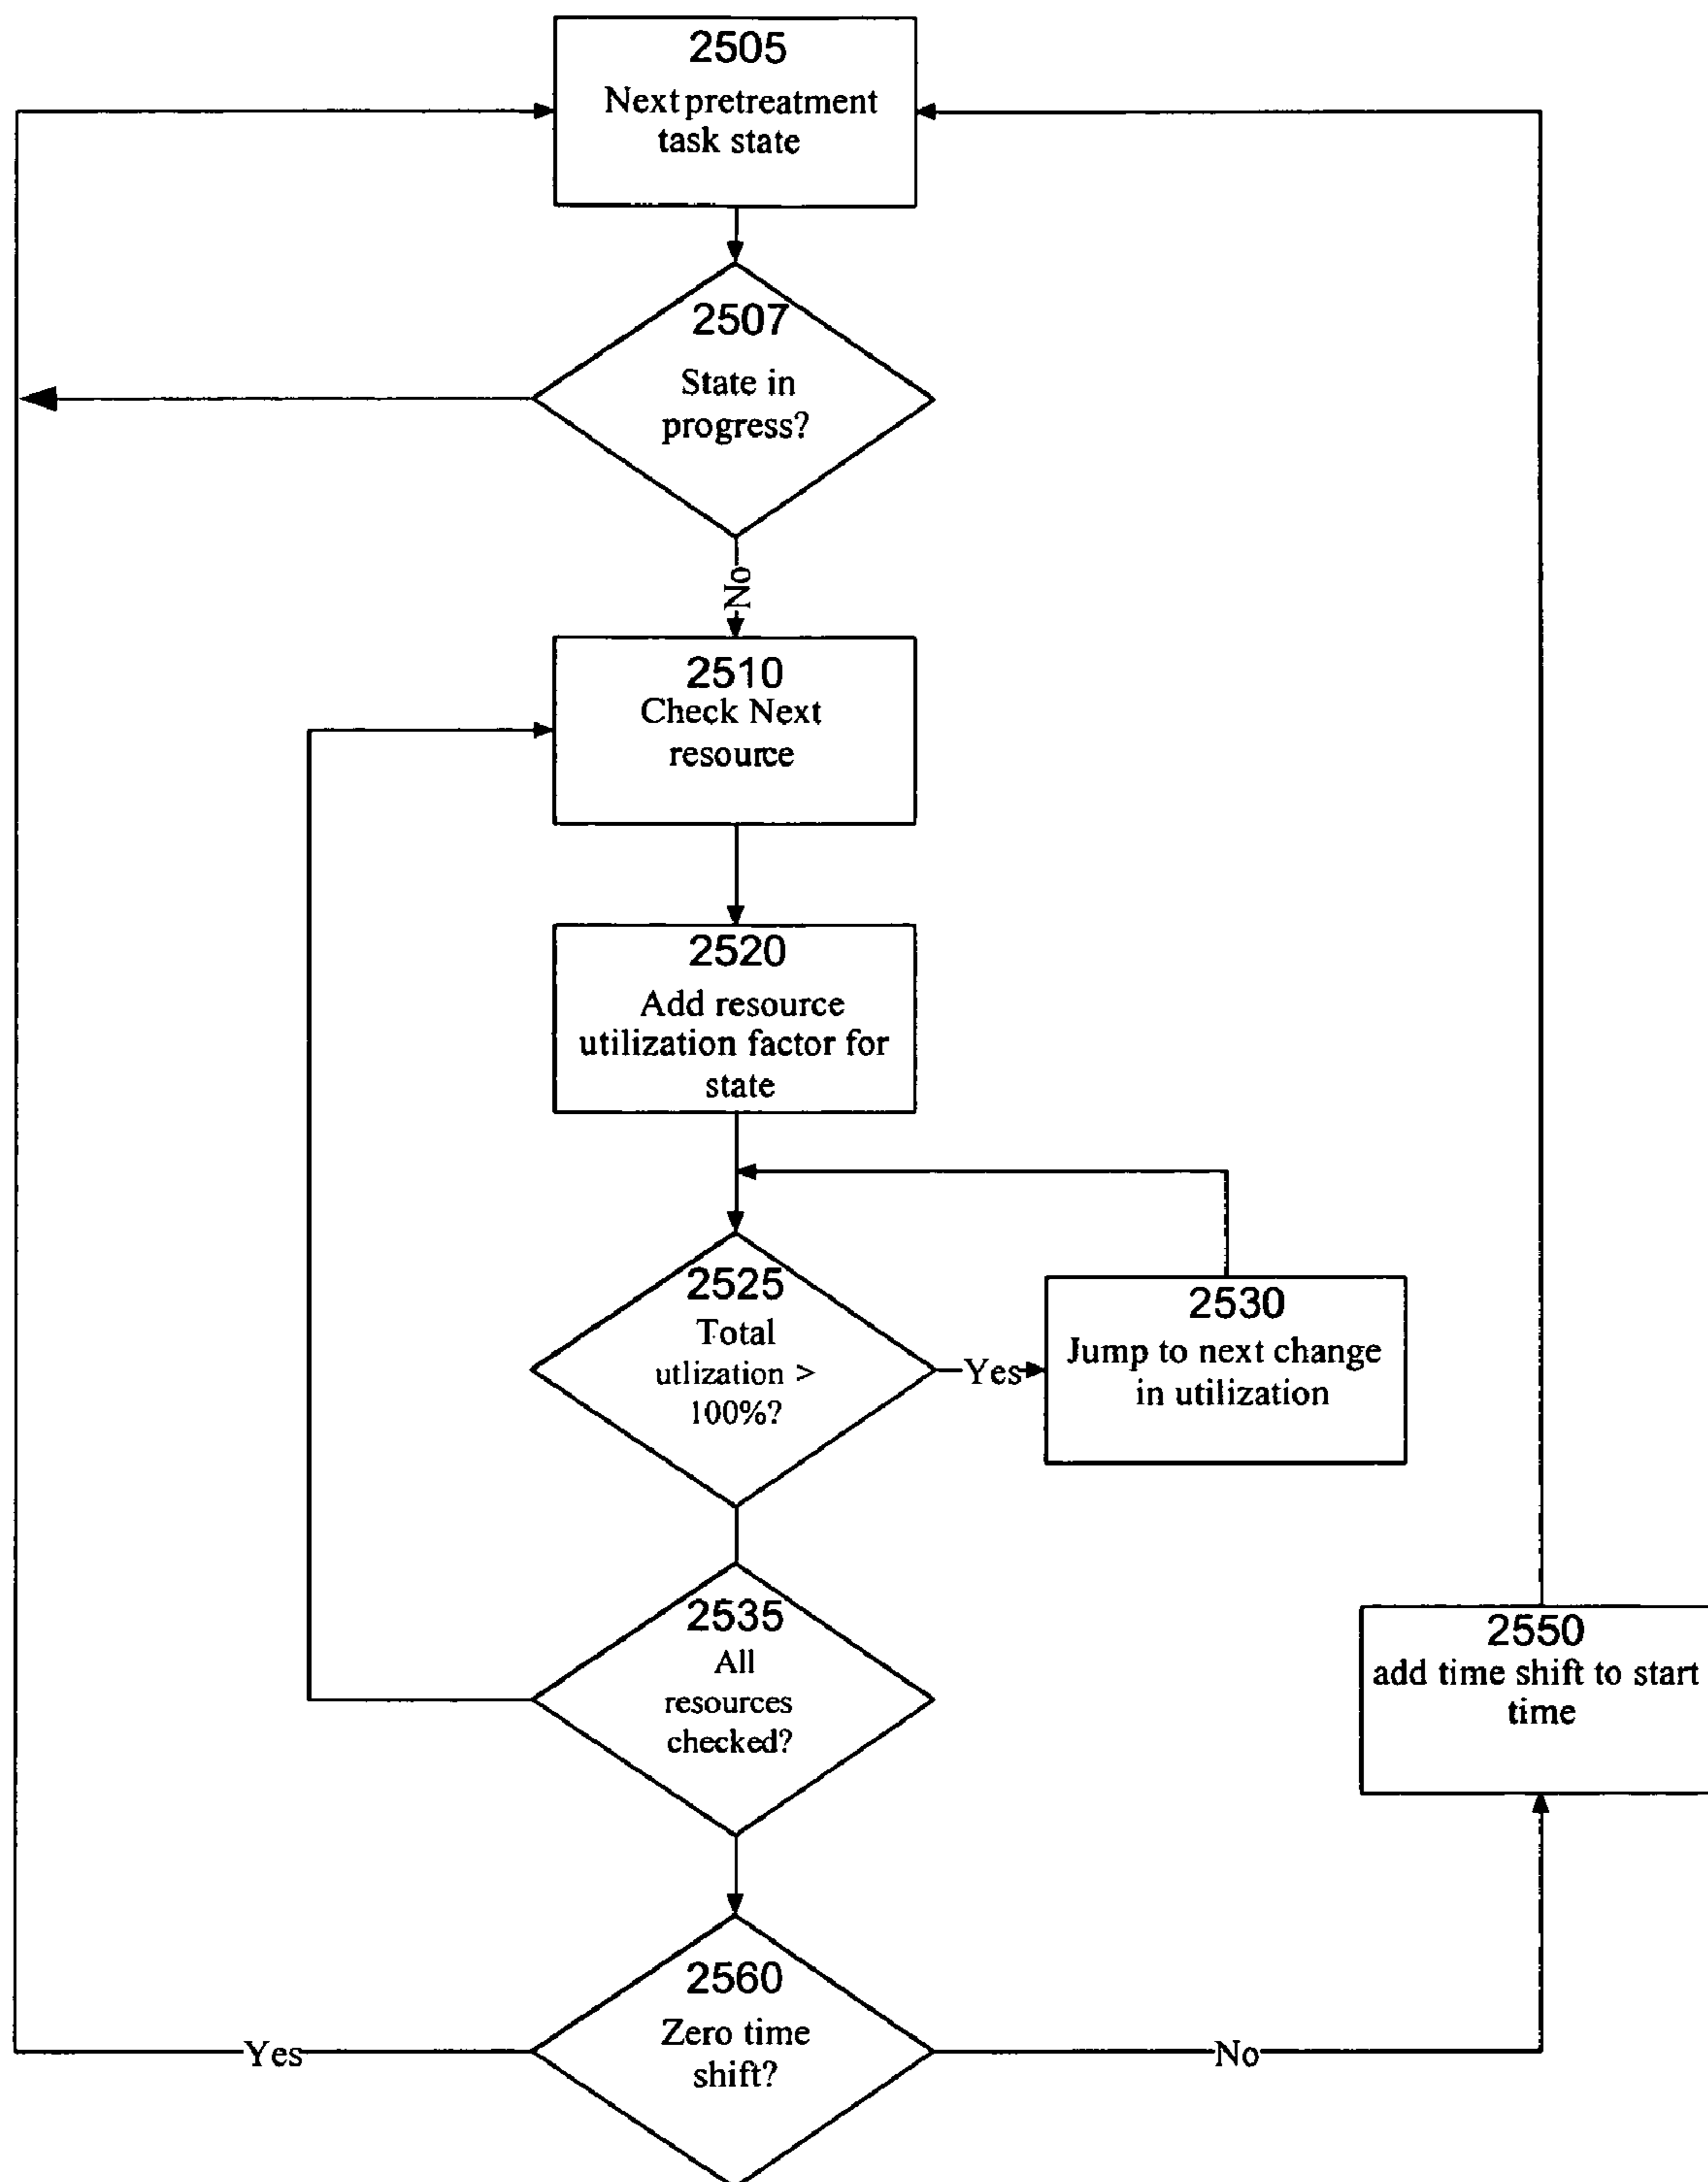 2505
Next pretreatment
task state
2507
State in
progress?
No
2510
Check Next
resource
2520
Add resource
utilization factor for
state
2525
Total
utlization >
100%?
Yes
2530
Jump to next change
in utilization
2535
All
resources
checked?
2550
add time shift to start
time
2560
Zero time
shift?
Yes
No